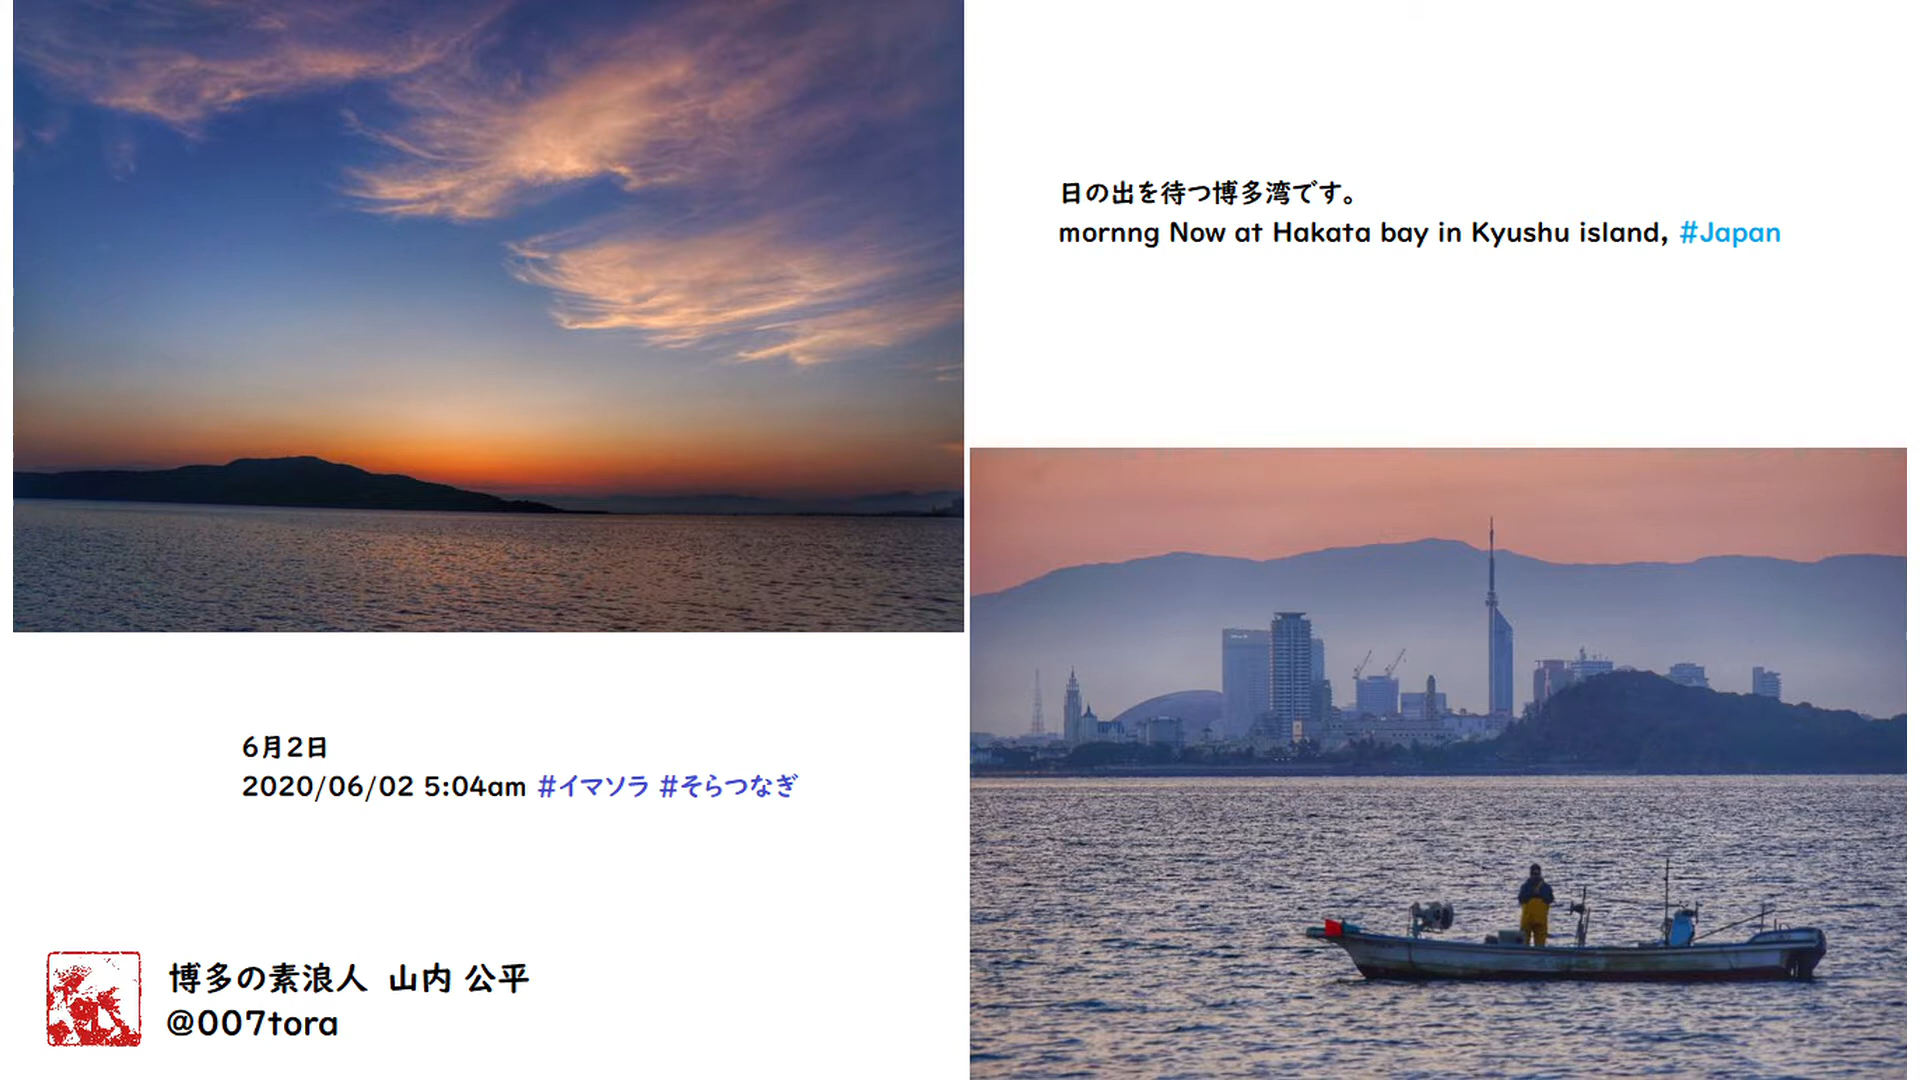 日の出を待つ博多湾です。
mornng Now at Hakata bay in Kyushu island, #Japan
6月2日
2020/06/02 5:04am #イマソラ #そらつなぎ
博多の素浪人 山内 公平
@007tora